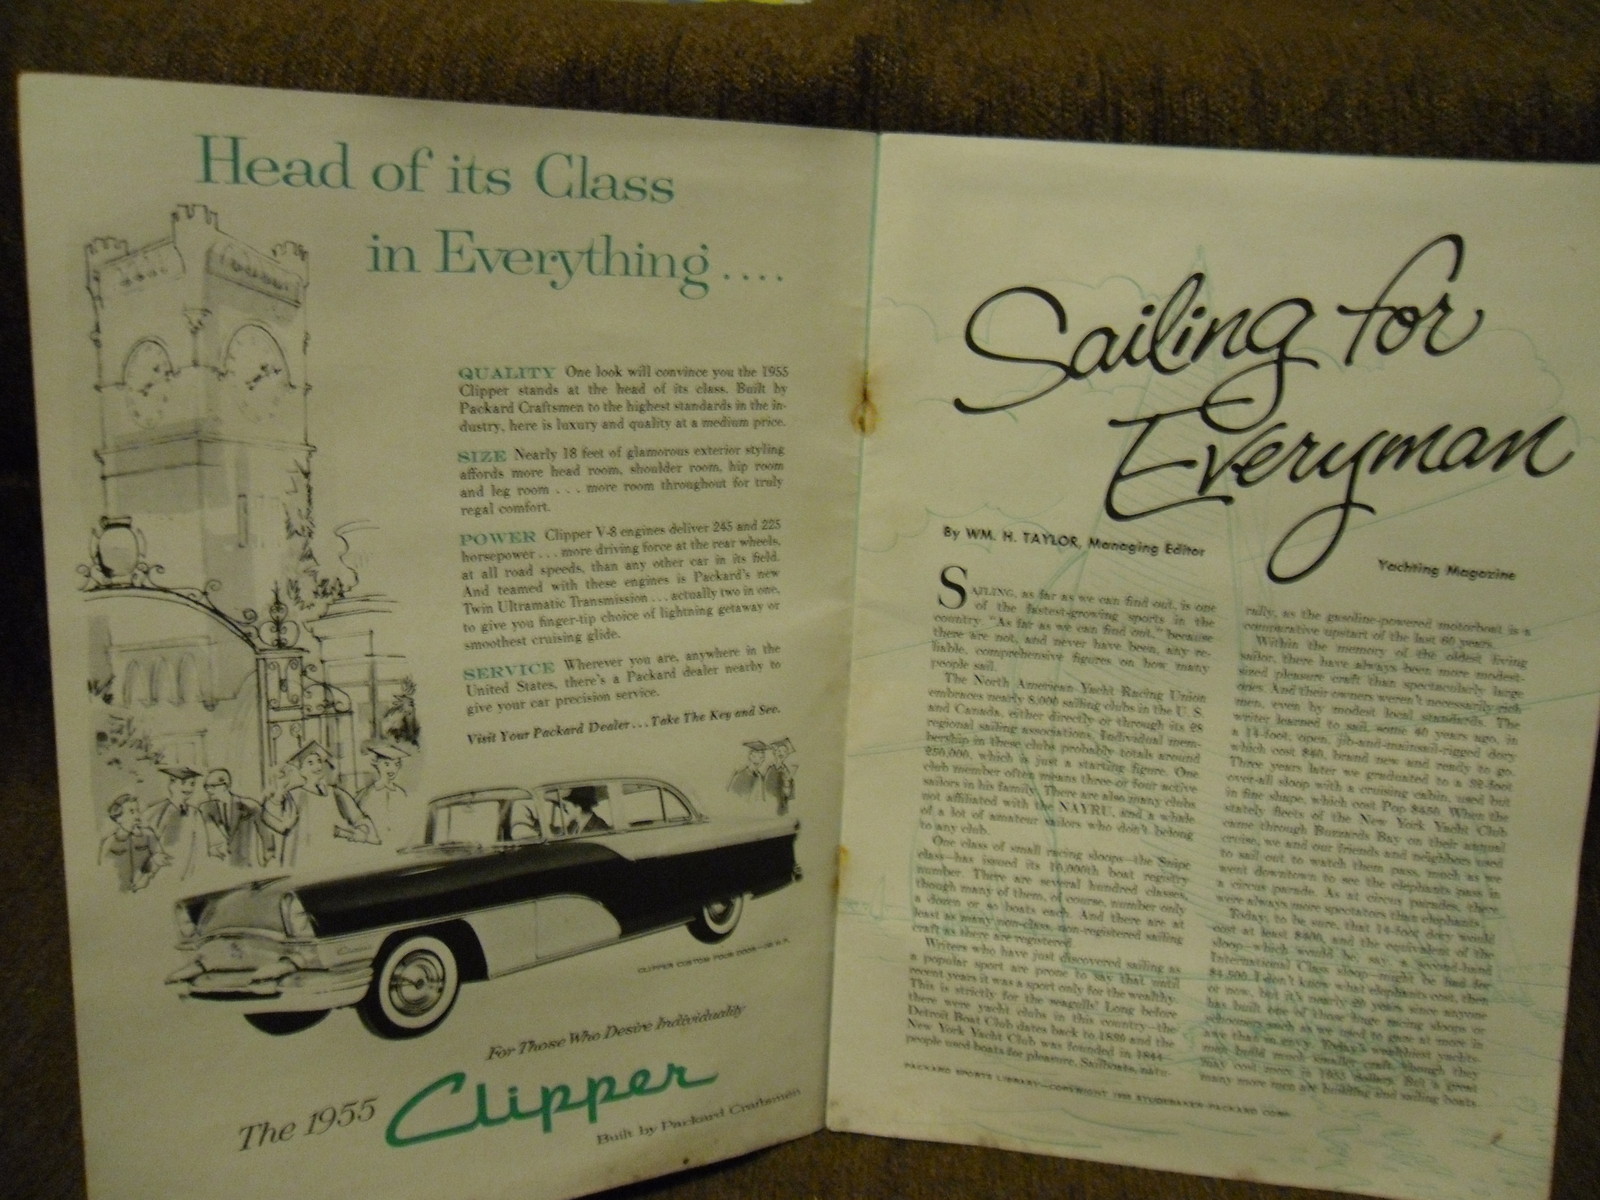 Head of its Class
in Everything....
QUALITY One look will convince you the 1955
Clipper stands at the head of its class. Built by
Packard Craftsmen to the highest standards in the in-
dustry, here is luxury and quality at a medium price.
SIZE Nearly 18 feet of glamorous exterior styling
affords more head room, shoulder room, hip room
and leg room . . . more room throughout for truly
regal comfort.
POWER Clipper V-8 engines deliver 245 and 225
horsepower . . . more driving force at the rear wheels,
at all road speeds, than any other car in its field.
And teamed with these engines is Packard's new
Twin Ultramatic Transmission . . . actually two in one,
to give you finger-tip choice of lightning getaway or
smoothest cruising glide.
SERVICE Wherever you are, anywhere in the
United States, there's a Packard dealer nearby to
give your car precision service.
Visit Your Packard Dealer...Take The Key and See.
CLIPPER CUSTOM FOUR DOOR
For Those Who Desire Individuality
The 1955 Clipper
Built by Packard Craftsmen
Sailing for
Everyman
By WM. H. TAYLOR, Managing Editor
Yachting Magazine
SAILING, as far as we can find out, is one
of the fastest-growing sports in the
country. "As far as we can find out," because
there are not, and never have been, any re-
liable, comprehensive figures on how many
people sail.
The North American Yacht Racing Union
embraces nearly 8,000 sailing clubs in the U. S.
and Canada, either directly or through its 28
regional sailing associations. Individual mem-
bership in these clubs probably totals around
250,000, which is just a starting figure. One
club member often means three or four active
sailors in his family. There are also many clubs
not affiliated with the NAYRU, and a whale
of a lot of amateur sailors who don't belong
to any club.
One class of small racing sloops—the Snipe
class—has issued its 10,000th boat registry
number. There are several hundred classes,
though many of them, of course, number only
a dozen or so boats each. And there are at
least as many non-class, non-registered sailing
craft as there are registered.
Writers who have just discovered sailing as
a popular sport are prone to say that until
recent years it was a sport only for the wealthy.
This is strictly for the seagulls! Long before
there were yacht clubs in this country—the
Detroit Boat Club dates back to 1839 and the
New York Yacht Club was founded in 1844—
people used boats for pleasure. Sailboats, natu-
rally, as the gasoline-powered motorboat is a
comparative upstart of the last 60 years.
Within the memory of the oldest living
sailor, there have always been more modest-
sized pleasure craft than spectacularly large
ones. And their owners weren't necessarily rich
men, even by modest local standards. The
writer learned to sail, some 40 years ago, in
a 14-foot, open, jib-and-mainsail-rigged dory
which cost $40, brand new and ready to go.
Three years later we graduated to a 22-foot
over-all sloop with a cruising cabin, used but
in fine shape, which cost Pop $450. When the
stately fleets of the New York Yacht Club
came through Buzzards Bay on their annual
cruise, we and our friends and neighbors used
to sail out to watch them pass, much as we
went downtown to see the elephants pass in
a circus parade. As at circus parades, there
were always more spectators than elephants.
Today, to be sure, that 14-foot dory would
cost at least $400, and the equivalent of the
sloop—which would be, say, a second-hand
International Class sloop—might be had for
$4,500. I don't know what elephants cost, then
or now, but it's nearly 20 years since anyone
has built one of those huge racing sloops or
schooners such as we used to gaze at more in
awe than in envy. Today's wealthiest yachts-
men build much smaller craft, though they
may cost more in 1955 dollars. But a great
many more men are building and sailing boats
PACKARD SPORTS LIBRARY—COPYRIGHT 1955 STUDEBAKER-PACKARD CORP.